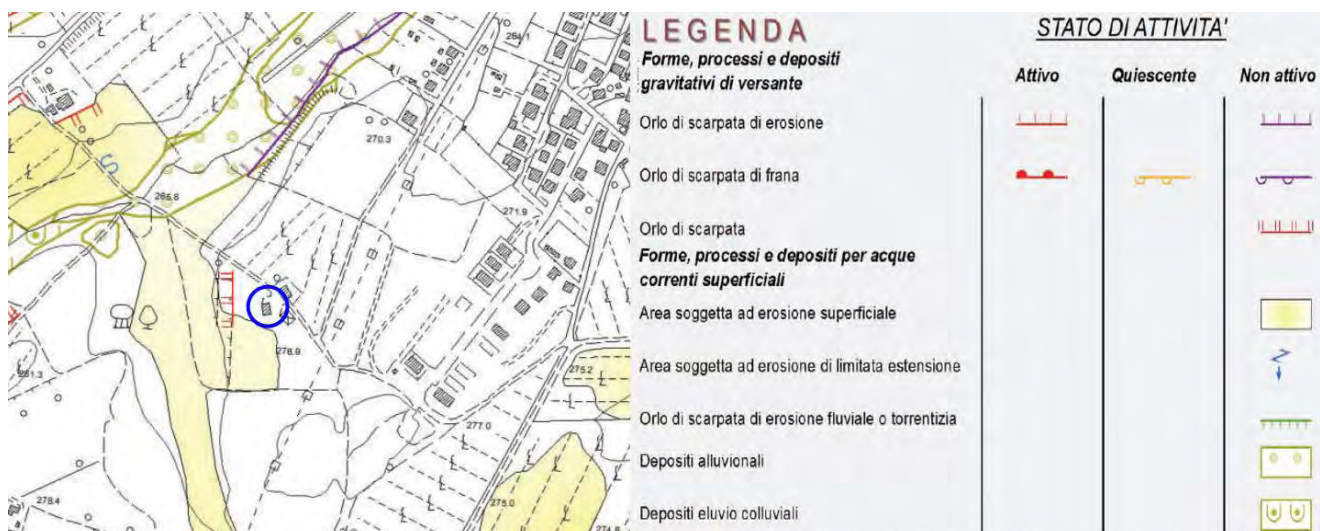 LEGENDA
STATO DI ATTIVITA'
Forme, processi e depositi
gravitativi di versante
Attivo
Quiescente
Non attivo
Orlo di scarpata di erosione
Orlo di scarpata di frana
Orlo di scarpata
Forme, processi e depositi per acque
correnti superficiali
Area soggetta ad erosione superficiale
Area soggetta ad erosione di limitata estensione
Orlo di scarpata di erosione fluviale o torrentizia
Depositi alluvionali
Depositi eluvio colluviali
264.1
270.3
265.8
271.9
276.9
275.2
277.0
278.4
275.0